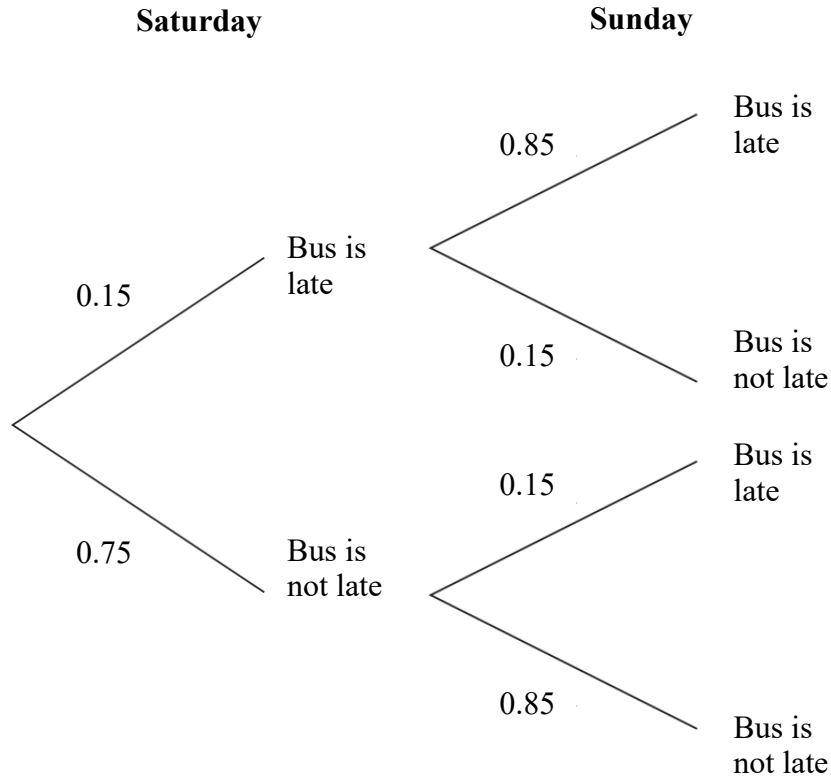 Saturday
Sunday
Bus is
late
0.85
Bus is
late
0.15
0.15
Bus is
not late
Bus is
late
0.15
0.75
Bus is
not late
0.85
Bus is
not late